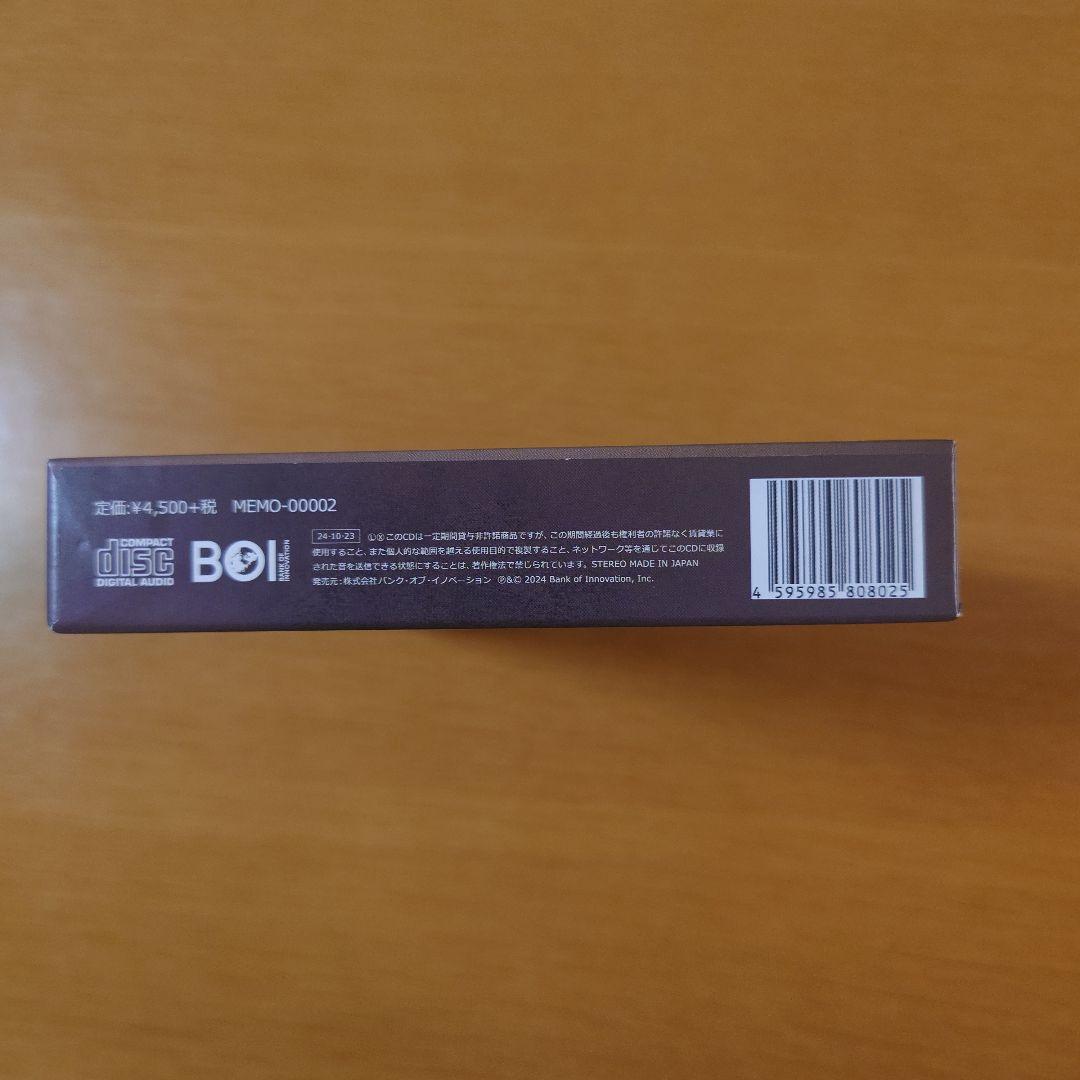 定価:¥4,500+税 MEMO-00002
COMPACT
disc
DIGITAL AUDIO
BOI
BANK OF
INNOVATION
24-10-23 ⓁⓍこのCDは一定期間貸与非許諾商品ですが、この期間経過後も権利者の許諾なく賃貸業に
使用すること、また個人的な範囲を越える使用目的で複製すること、ネットワーク等を通じてこのCDに収録
された音を送信できる状態にすることは、著作権法で禁じられています。STEREO MADE IN JAPAN
発売元:株式会社バンク・オブ・イノベーション ℗&© 2024 Bank of Innovation, Inc.
4 595985 808025